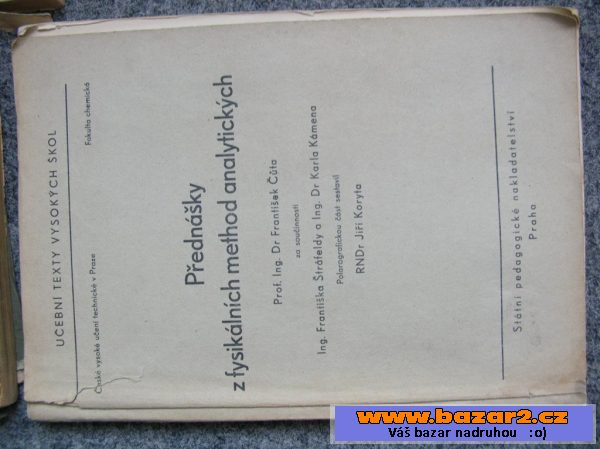 UČEBNÍ TEXTY VYSOKÝCH ŠKOL
České vysoké učení technické v Praze
Fakulta chemická
Přednášky
z fysikálních method analytických
Prof. Ing. Dr František Čůta
za součinnosti
Ing. Františka Štráfeldy a Ing. Dr Karla Kámena
Polarografickou část sestavil
RNDr Jiří Koryta
Státní pedagogické nakladatelství
Praha
www.bazar2.cz
Váš bazar nadruhou :o)